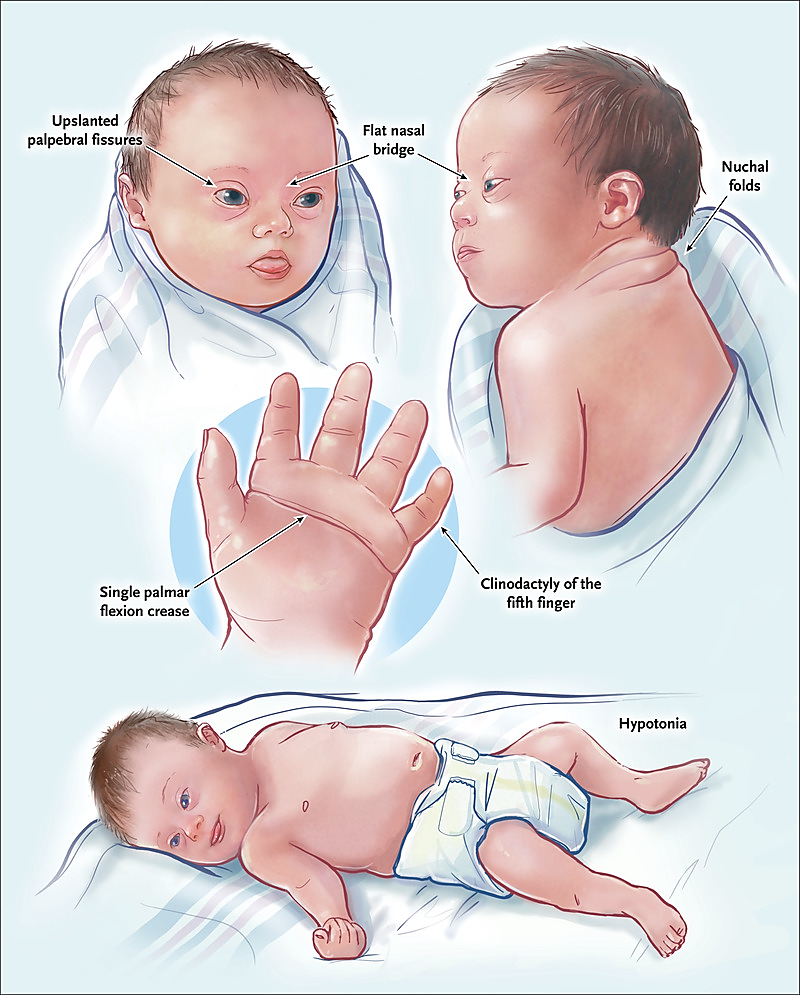 Upslanted
palpebral fissures
Flat nasal
bridge
Nuchal
folds
Single palmar
flexion crease
Clinodactyly of the
fifth finger
Hypotonia